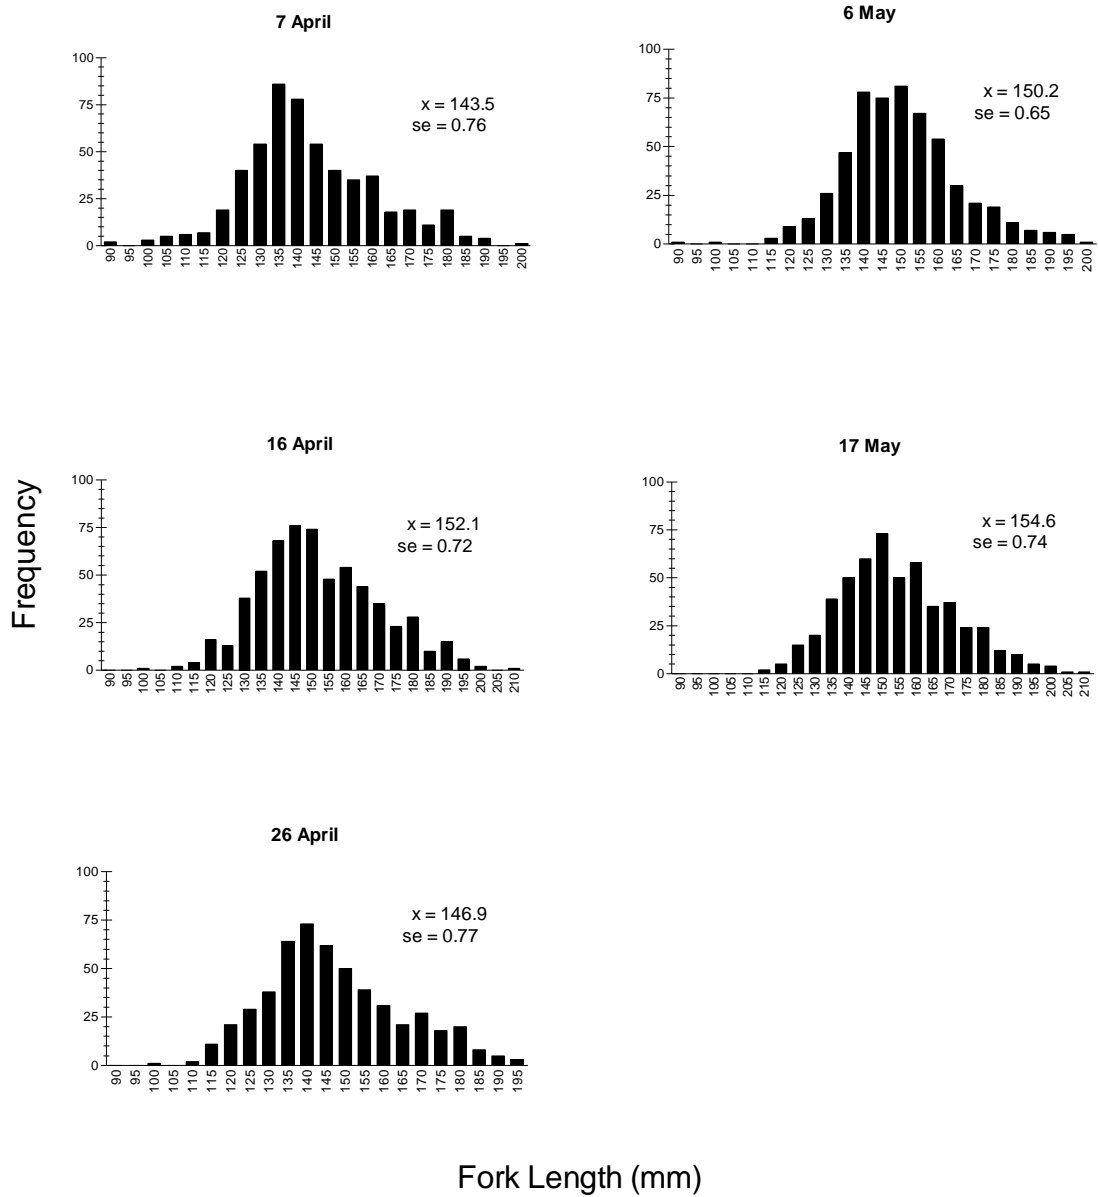 7 April
100
75
50
25
0
x = 143.5
se = 0.76
90 95 100 105 110 115 120 125 130 135 140 145 150 155 160 165 170 175 180 185 190 195 200
6 May
100
75
50
25
0
x = 150.2
se = 0.65
90 95 100 105 110 115 120 125 130 135 140 145 150 155 160 165 170 175 180 185 190 195 200
Frequency
16 April
100
75
50
25
0
x = 152.1
se = 0.72
90 95 100 105 110 115 120 125 130 135 140 145 150 155 160 165 170 175 180 185 190 195 200 205 210
17 May
100
75
50
25
0
x = 154.6
se = 0.74
90 95 100 105 110 115 120 125 130 135 140 145 150 155 160 165 170 175 180 185 190 195 200 205 210
26 April
100
75
50
25
0
x = 146.9
se = 0.77
90 95 100 105 110 115 120 125 130 135 140 145 150 155 160 165 170 175 180 185 190 195
Fork Length (mm)